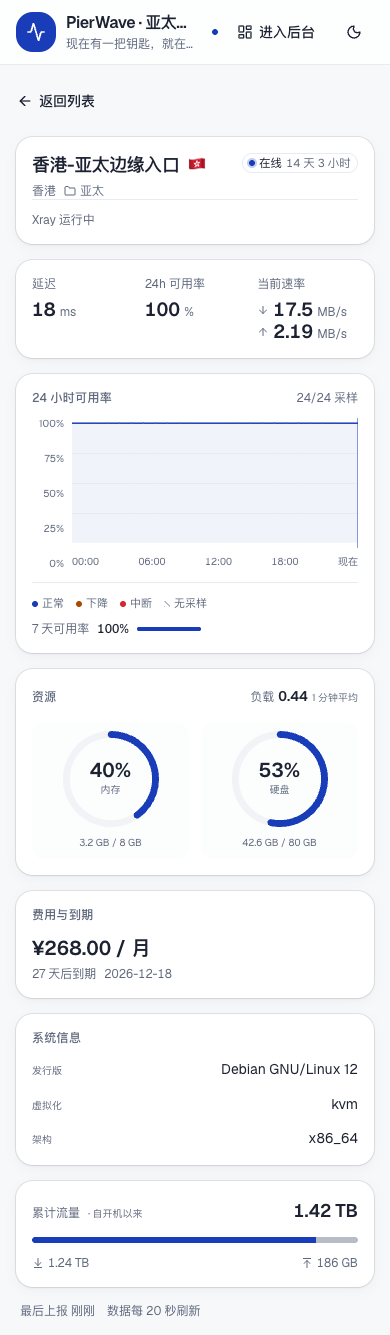 PierWave · 亚太...
现在有一把钥匙，就在...
进入后台
返回列表
香港-亚太边缘入口 🇭🇰
在线 14 天 3 小时
香港 亚太
Xray 运行中
延迟
24h 可用率
当前速率
18 ms
100 %
↓ 17.5 MB/s
↑ 2.19 MB/s
24 小时可用率
24/24 采样
100%
75%
50%
25%
0%
00:00 06:00 12:00 18:00 现在
正常 下降 中断 无采样
7 天可用率 100%
资源
负载 0.44 1 分钟平均
40%
内存
3.2 GB / 8 GB
53%
硬盘
42.6 GB / 80 GB
费用与到期
¥268.00 / 月
27 天后到期 2026-12-18
系统信息
发行版 Debian GNU/Linux 12
虚拟化 kvm
架构 x86_64
累计流量 · 自开机以来 1.42 TB
1.24 TB
186 GB
最后上报 刚刚 数据每 20 秒刷新